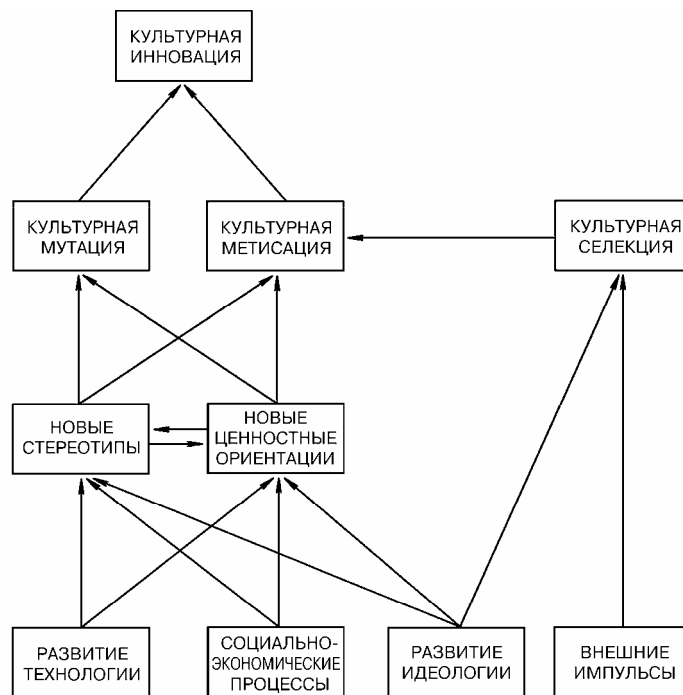 КУЛЬТУРНАЯ
ИННОВАЦИЯ
КУЛЬТУРНАЯ
МУТАЦИЯ
КУЛЬТУРНАЯ
МЕТИСАЦИЯ
КУЛЬТУРНАЯ
СЕЛЕКЦИЯ
НОВЫЕ
СТЕРЕОТИПЫ
НОВЫЕ
ЦЕННОСТНЫЕ
ОРИЕНТАЦИИ
РАЗВИТИЕ
ТЕХНОЛОГИИ
СОЦИАЛЬНО-
ЭКОНОМИЧЕСКИЕ
ПРОЦЕССЫ
РАЗВИТИЕ
ИДЕОЛОГИИ
ВНЕШНИЕ
ИМПУЛЬСЫ